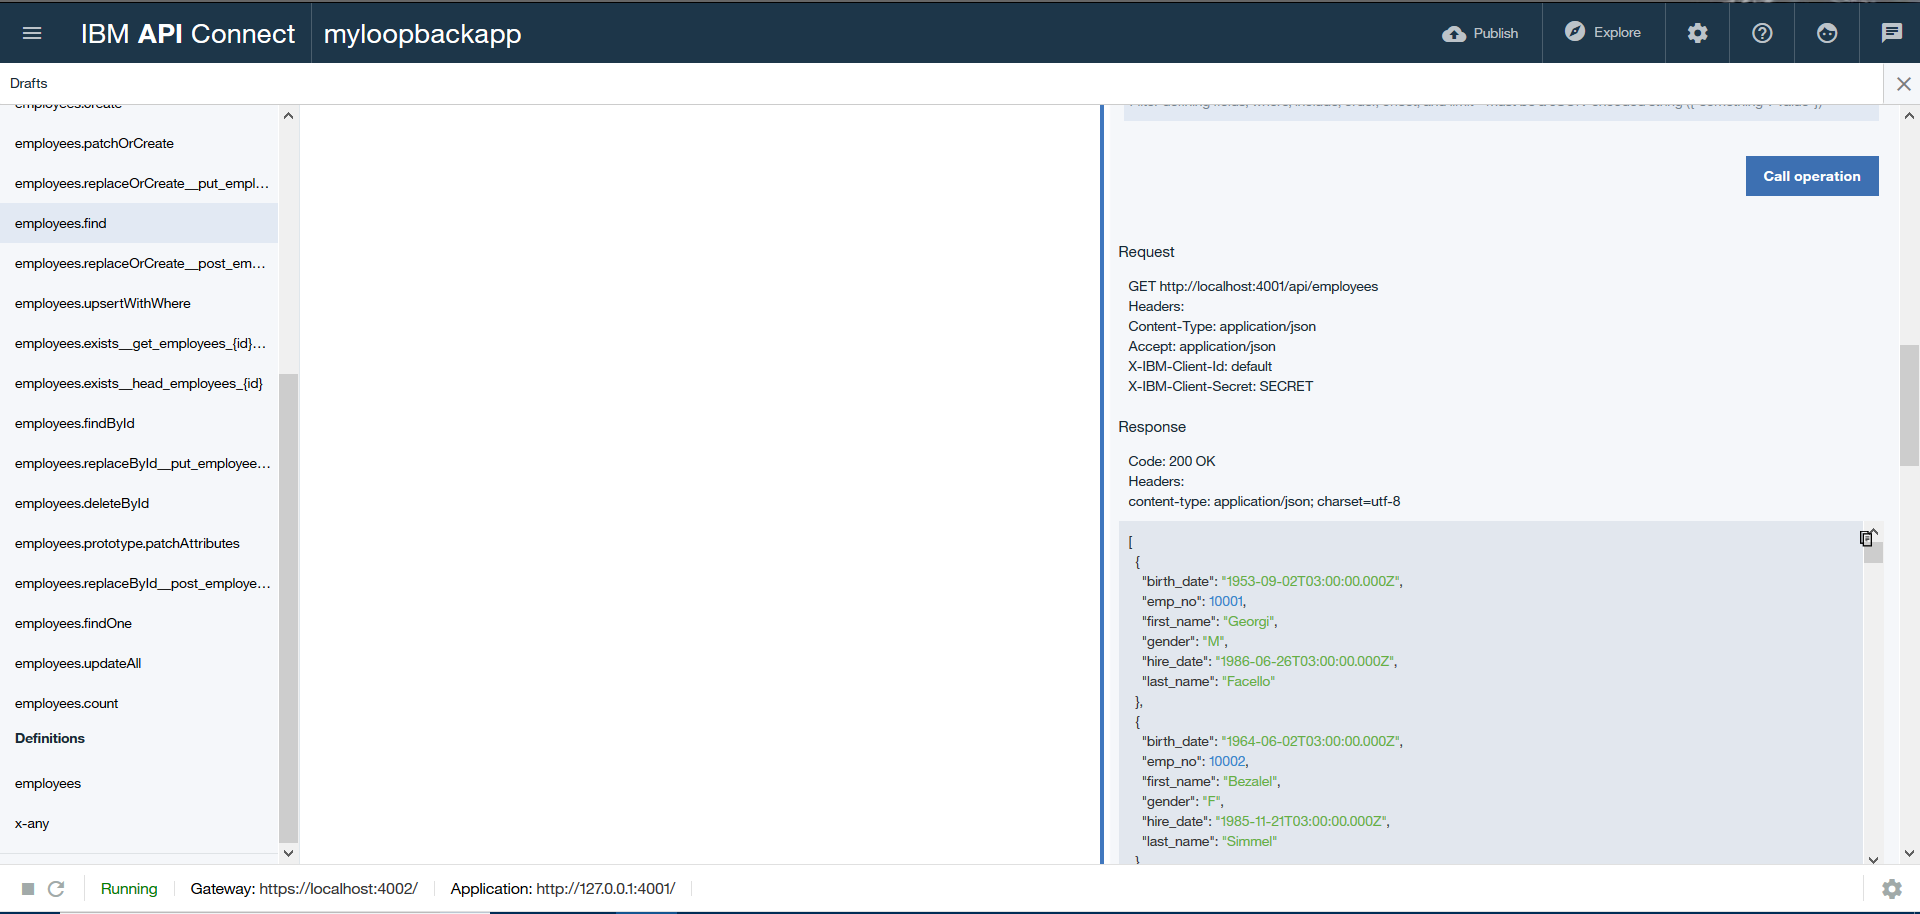 IBM API Connect
myloopbackapp
Publish
Explore
Drafts
employees.create
employees.patchOrCreate
employees.replaceOrCreate__put_empl...
employees.find
employees.replaceOrCreate__post_em...
employees.upsertWithWhere
employees.exists__get_employees_{id}...
employees.exists__head_employees_{id}
employees.findById
employees.replaceById__put_employee...
employees.deleteById
employees.prototype.patchAttributes
employees.replaceById__post_employe...
employees.findOne
employees.updateAll
employees.count
Definitions
employees
x-any
Call operation
Request
GET http://localhost:4001/api/employees
Headers:
Content-Type: application/json
Accept: application/json
X-IBM-Client-Id: default
X-IBM-Client-Secret: SECRET
Response
Code: 200 OK
Headers:
content-type: application/json; charset=utf-8
[
{
"birth_date": "1953-09-02T03:00:00.000Z",
"emp_no": 10001,
"first_name": "Georgi",
"gender": "M",
"hire_date": "1986-06-26T03:00:00.000Z",
"last_name": "Facello"
},
{
"birth_date": "1964-06-02T03:00:00.000Z",
"emp_no": 10002,
"first_name": "Bezalel",
"gender": "F",
"hire_date": "1985-11-21T03:00:00.000Z",
"last_name": "Simmel"
}
Running
Gateway: https://localhost:4002/
Application: http://127.0.0.1:4001/